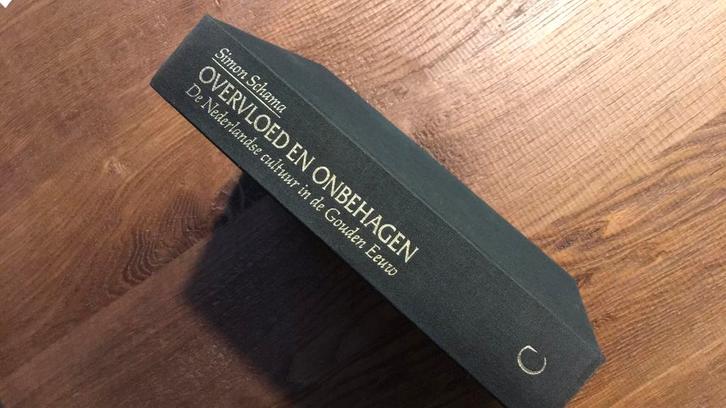 Simon Schama
OVERVLOED EN ONBEHAGEN
De Nederlandse cultuur in de Gouden Eeuw